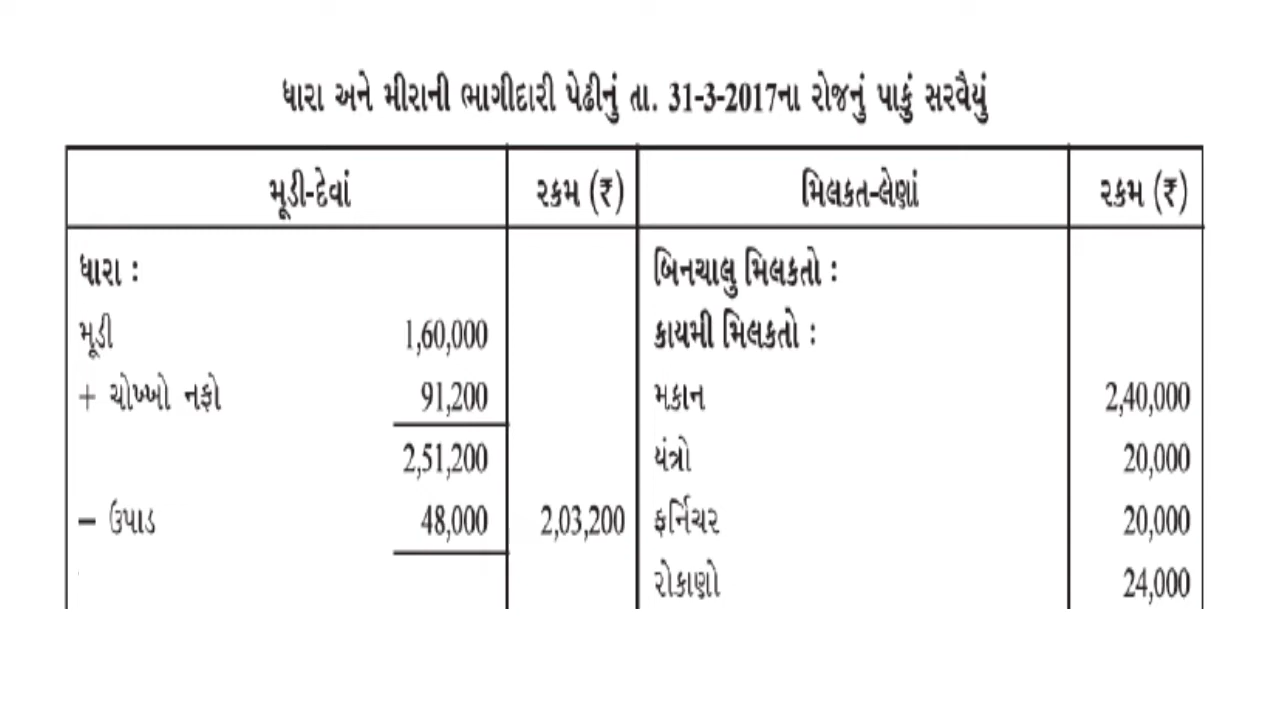 ધારા અને મીરાની ભાગીદારી પેઢીનું તા. 31-3-2017ના રોજનું પાકું સરવૈયું
મૂડી-દેવાં રકમ (₹) મિલકત-લેણાં રકમ (₹)
ધારા : બિનચાલુ મિલકતો :
મૂડી 1,60,000 કાયમી મિલકતો :
+ ચોખ્ખો નફો 91,200 મકાન 2,40,000
2,51,200 યંત્રો 20,000
– ઉપાડ 48,000 2,03,200 ફર્નિચર 20,000
રોકાણો 24,000